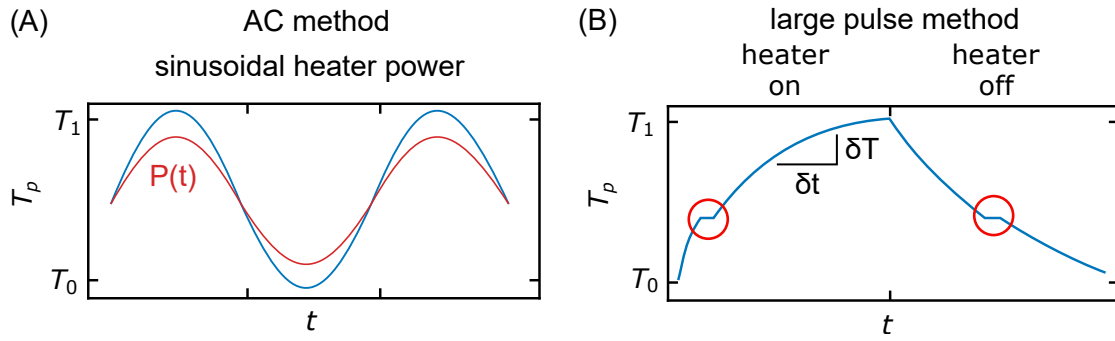 (A)
AC method
sinusoidal heater power
T₁
P(t)
Tₚ
T₀
t
(B)
large pulse method
heater
on
heater
off
T₁
δT
δt
Tₚ
T₀
t